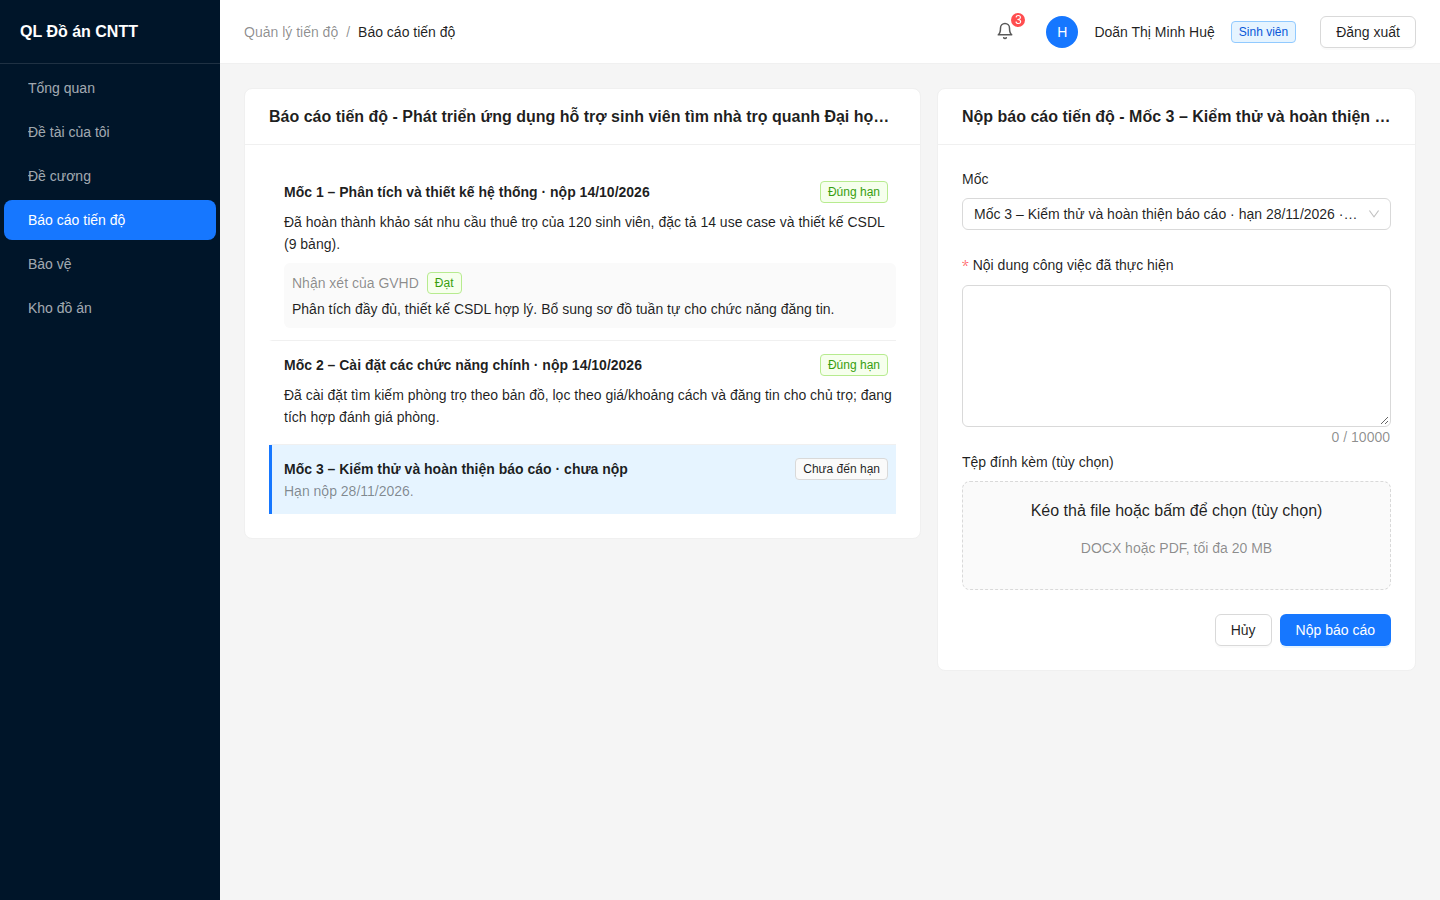 QL Đồ án CNTT
Tổng quan
Đề tài của tôi
Đề cương
Báo cáo tiến độ
Bảo vệ
Kho đồ án
Quản lý tiến độ / Báo cáo tiến độ
3
H
Doãn Thị Minh Huệ
Sinh viên
Đăng xuất
Báo cáo tiến độ - Phát triển ứng dụng hỗ trợ sinh viên tìm nhà trọ quanh Đại họ…
Mốc 1 – Phân tích và thiết kế hệ thống · nộp 14/10/2026
Đúng hạn
Đã hoàn thành khảo sát nhu cầu thuê trọ của 120 sinh viên, đặc tả 14 use case và thiết kế CSDL
(9 bảng).
Nhận xét của GVHD
Đạt
Phân tích đầy đủ, thiết kế CSDL hợp lý. Bổ sung sơ đồ tuần tự cho chức năng đăng tin.
Mốc 2 – Cài đặt các chức năng chính · nộp 14/10/2026
Đúng hạn
Đã cài đặt tìm kiếm phòng trọ theo bản đồ, lọc theo giá/khoảng cách và đăng tin cho chủ trọ; đang
tích hợp đánh giá phòng.
Mốc 3 – Kiểm thử và hoàn thiện báo cáo · chưa nộp
Chưa đến hạn
Hạn nộp 28/11/2026.
Nộp báo cáo tiến độ - Mốc 3 – Kiểm thử và hoàn thiện …
Mốc
Mốc 3 – Kiểm thử và hoàn thiện báo cáo · hạn 28/11/2026 ·…
* Nội dung công việc đã thực hiện
0 / 10000
Tệp đính kèm (tùy chọn)
Kéo thả file hoặc bấm để chọn (tùy chọn)
DOCX hoặc PDF, tối đa 20 MB
Hủy
Nộp báo cáo